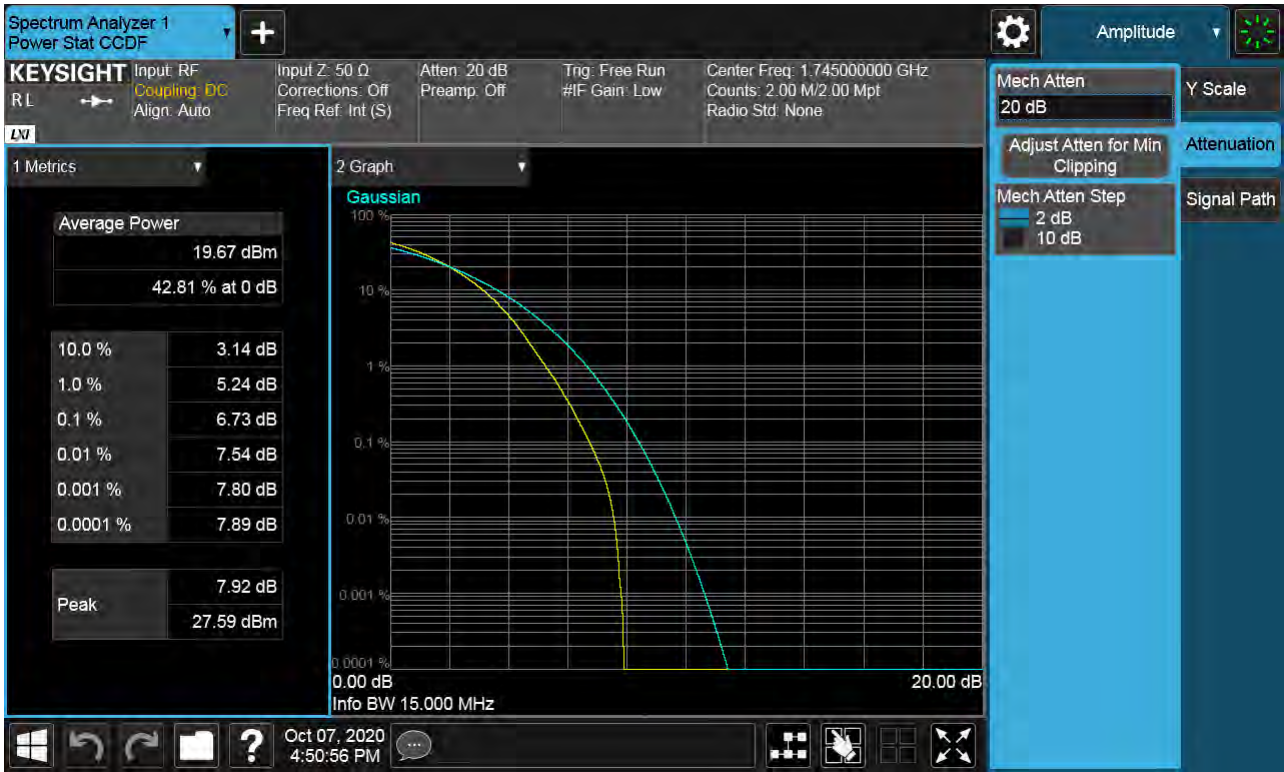 Spectrum Analyzer 1
Power Stat CCDF
+
Amplitude
KEYSIGHT
RL
LXI
Input: RF
Coupling: DC
Align: Auto
Input Z: 50 Ω
Corrections: Off
Freq Ref: Int (S)
Atten: 20 dB
Preamp: Off
Trig: Free Run
#IF Gain: Low
Center Freq: 1.745000000 GHz
Counts: 2.00 M/2.00 Mpt
Radio Std: None
1 Metrics
Average Power
19.67 dBm
42.81 % at 0 dB
10.0 % 3.14 dB
1.0 % 5.24 dB
0.1 % 6.73 dB
0.01 % 7.54 dB
0.001 % 7.80 dB
0.0001 % 7.89 dB
Peak
7.92 dB
27.59 dBm
2 Graph
Gaussian
100 %
10 %
1 %
0.1 %
0.01 %
0.001 %
0.0001 %
0.00 dB 20.00 dB
Info BW 15.000 MHz
Mech Atten
20 dB
Adjust Atten for Min
Clipping
Mech Atten Step
2 dB
10 dB
Y Scale
Attenuation
Signal Path
?
Oct 07, 2020
4:50:56 PM